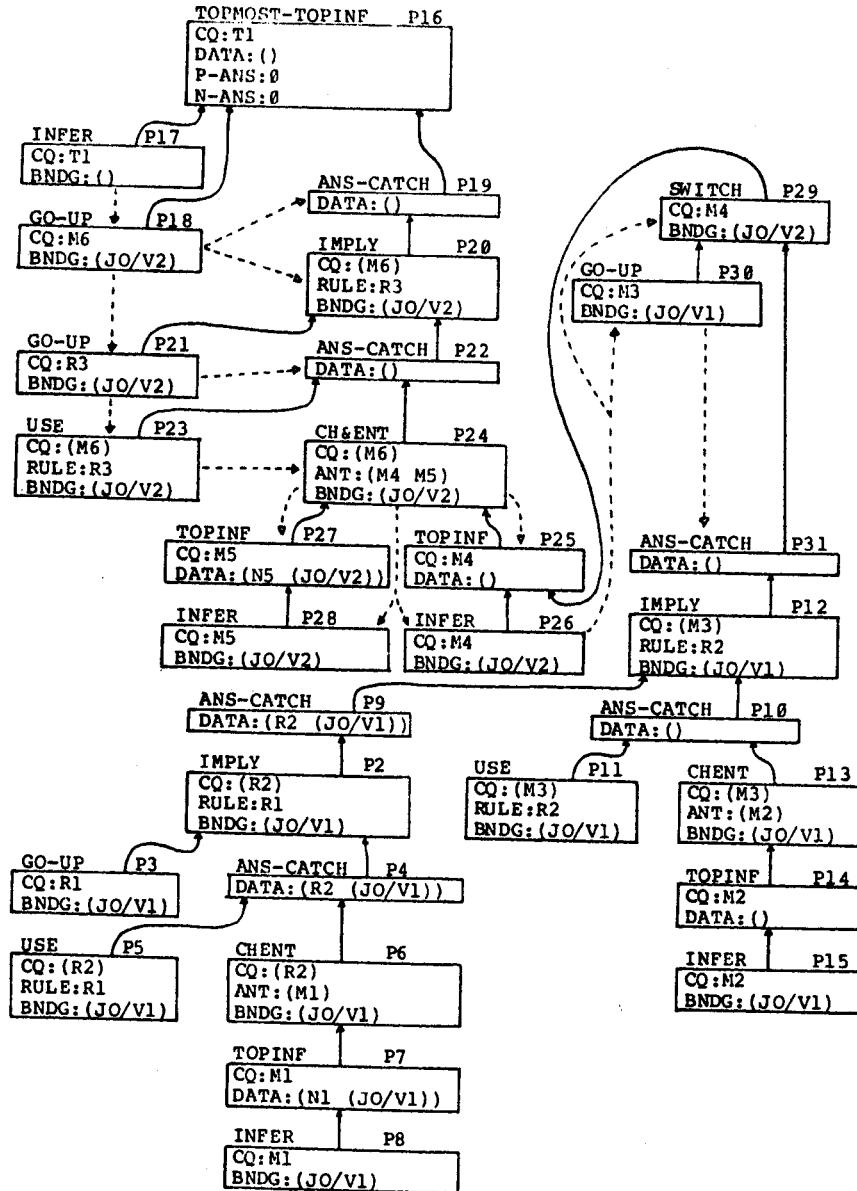 TOPMOST-TOPINF P16
CQ:T1
DATA:()
P-ANS:0
N-ANS:0
INFER P17
CQ:T1
BNDG:()
GO-UP P18
CQ:M6
BNDG:(JO/V2)
ANS-CATCH P19
DATA:()
IMPLY P20
CQ:(M6)
RULE:R3
BNDG:(JO/V2)
SWITCH P29
CQ:M4
BNDG:(JO/V2)
GO-UP P30
CQ:M3
BNDG:(JO/V1)
GO-UP P21
CQ:R3
BNDG:(JO/V2)
ANS-CATCH P22
DATA:()
USE P23
CQ:(M6)
RULE:R3
BNDG:(JO/V2)
CH&ENT P24
CQ:(M6)
ANT:(M4 M5)
BNDG:(JO/V2)
TOPINF P27
CQ:M5
DATA:(N5 (JO/V2))
TOPINF P25
CQ:M4
DATA:()
INFER P28
CQ:M5
BNDG:(JO/V2)
INFER P26
CQ:M4
BNDG:(JO/V2)
ANS-CATCH P31
DATA:()
IMPLY P12
CQ:(M3)
RULE:R2
BNDG:(JO/V1)
ANS-CATCH P9
DATA:(R2 (JO/V1))
ANS-CATCH P10
DATA:()
IMPLY P2
CQ:(R2)
RULE:R1
BNDG:(JO/V1)
USE P11
CQ:(M3)
RULE:R2
BNDG:(JO/V1)
CHENT P13
CQ:(M3)
ANT:(M2)
BNDG:(JO/V1)
GO-UP P3
CQ:R1
BNDG:(JO/V1)
ANS-CATCH P4
DATA:(R2 (JO/V1))
TOPINF P14
CQ:M2
DATA:()
USE P5
CQ:(R2)
RULE:R1
BNDG:(JO/V1)
CHENT P6
CQ:(R2)
ANT:(M1)
BNDG:(JO/V1)
INFER P15
CQ:M2
BNDG:(JO/V1)
TOPINF P7
CQ:M1
DATA:(N1 (JO/V1))
INFER P8
CQ:M1
BNDG:(JO/V1)